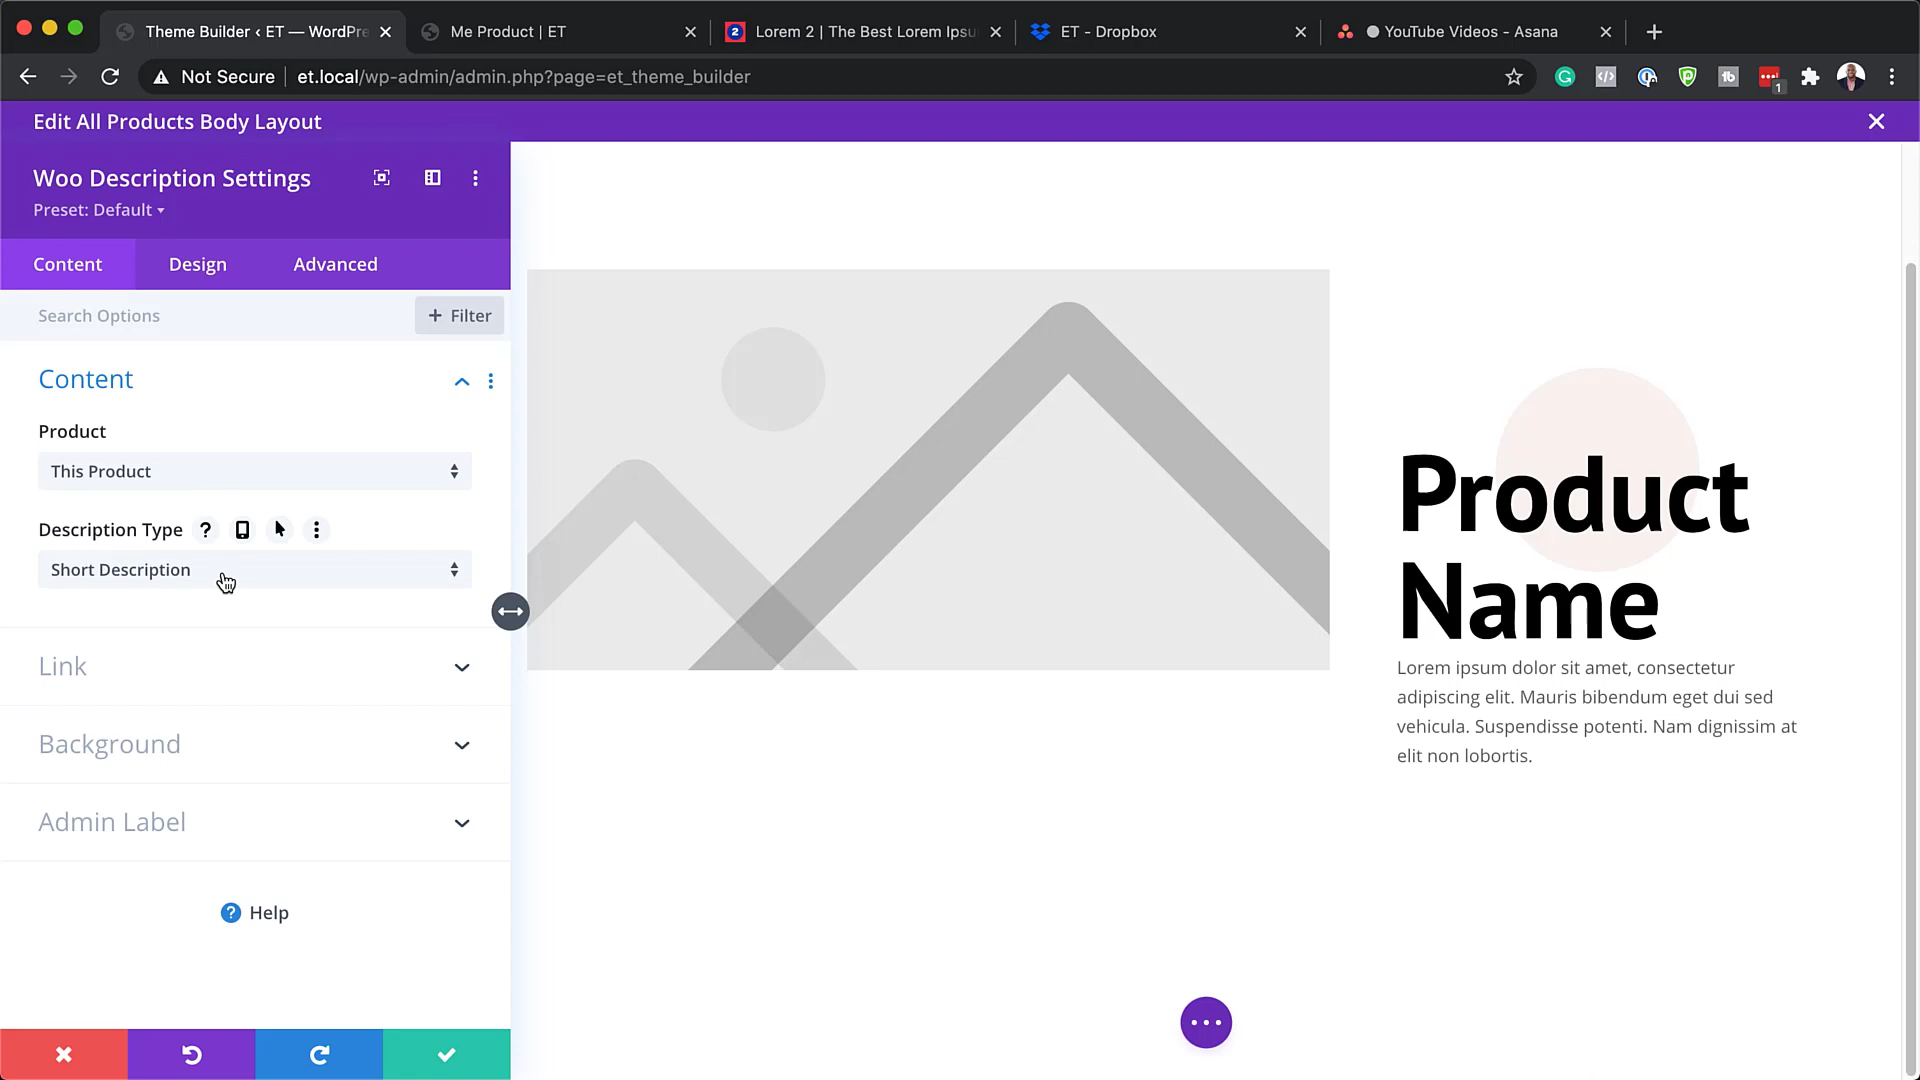 Theme Builder ‹ ET — WordPre
Me Product | ET
2 Lorem 2 | The Best Lorem Ipsu
ET - Dropbox
YouTube Videos - Asana
Not Secure
et.local/wp-admin/admin.php?page=et_theme_builder
1
Edit All Products Body Layout
Woo Description Settings
Preset: Default
Content
Design
Advanced
Search Options
+ Filter
Content
Product
This Product
Description Type ?
Short Description
Link
Background
Admin Label
? Help
Product
Name
Lorem ipsum dolor sit amet, consectetur
adipiscing elit. Mauris bibendum eget dui sed
vehicula. Suspendisse potenti. Nam dignissim at
elit non lobortis.